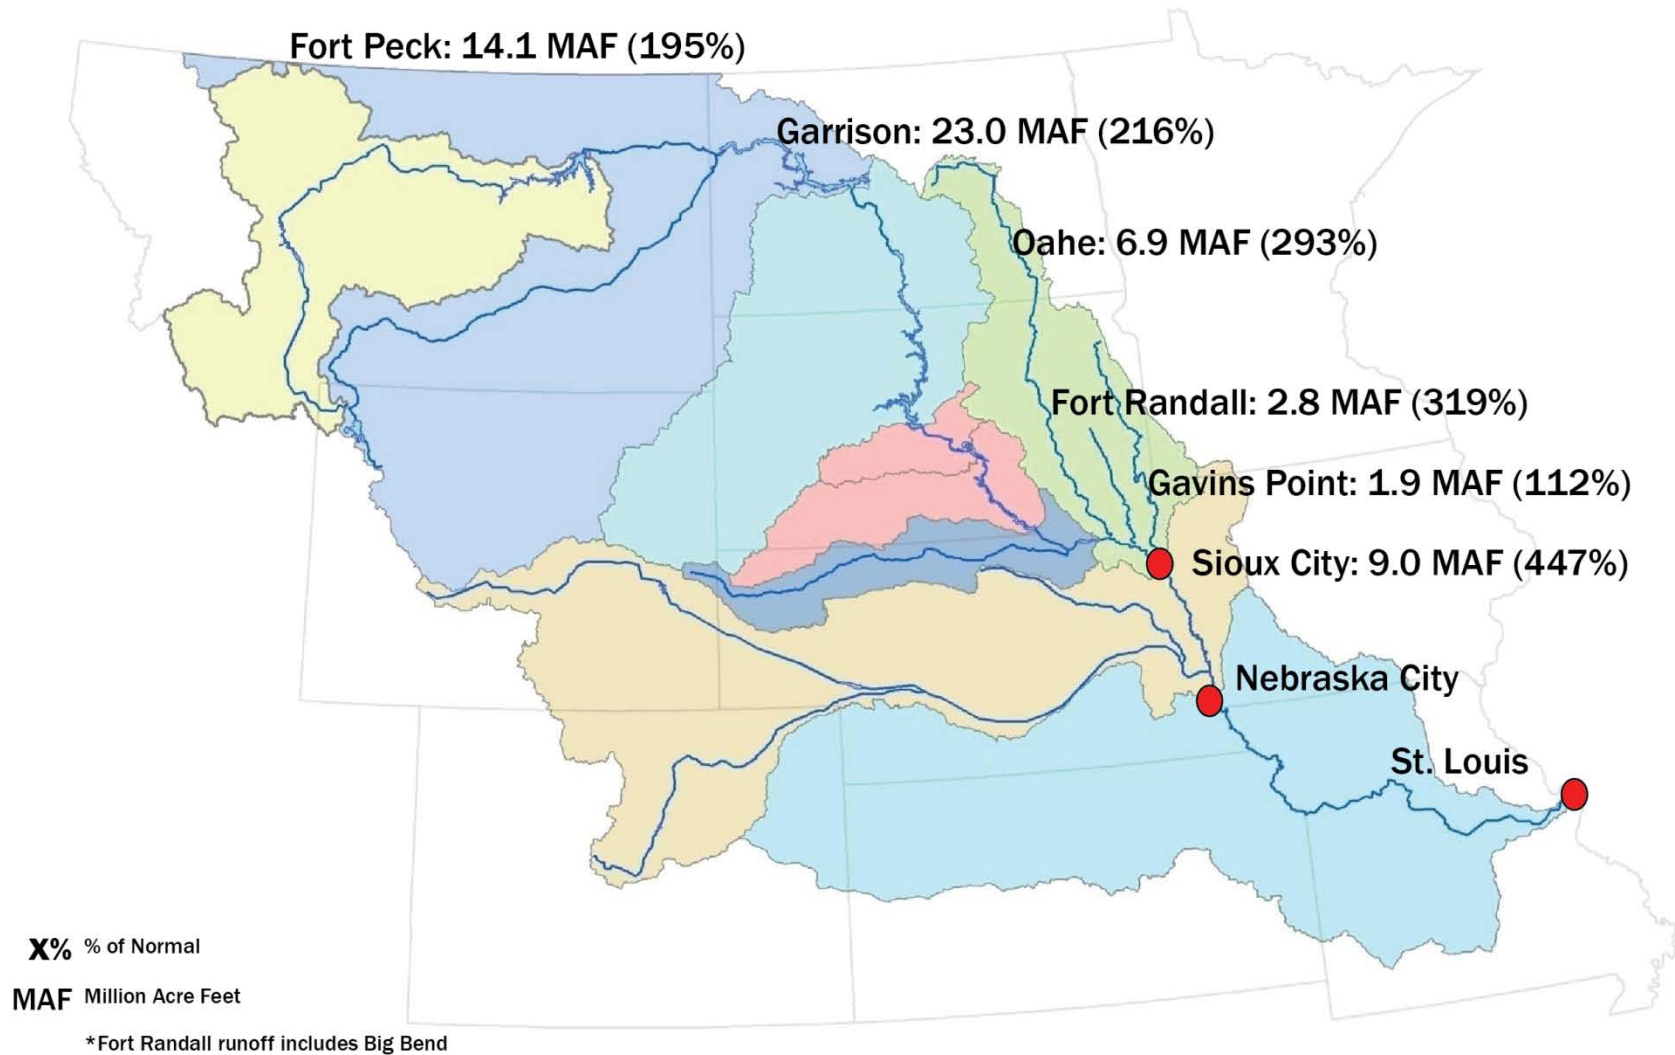 Fort Peck: 14.1 MAF (195%)
Garrison: 23.0 MAF (216%)
Oahe: 6.9 MAF (293%)
Fort Randall: 2.8 MAF (319%)
Gavins Point: 1.9 MAF (112%)
Sioux City: 9.0 MAF (447%)
Nebraska City
St. Louis
X% % of Normal
MAF Million Acre Feet
*Fort Randall runoff includes Big Bend